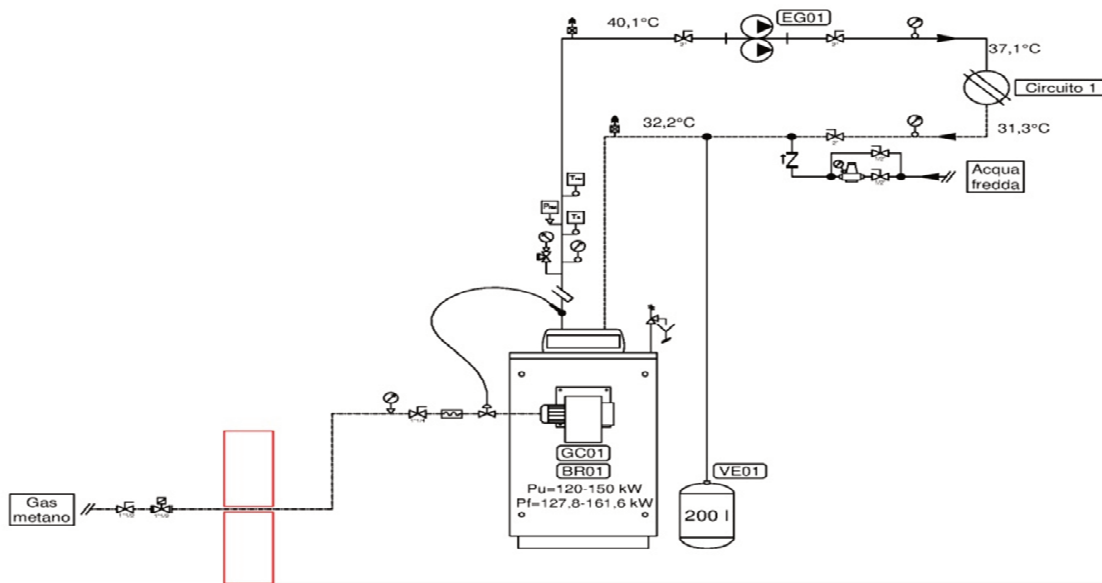 40,1°C
EG01
37,1°C
Circuito 1
32,2°C
31,3°C
Acqua
fredda
GC01
BR01
Pu=120-150 kW
Pf=127,8-161,6 kW
VE01
200 l
Gas
metano